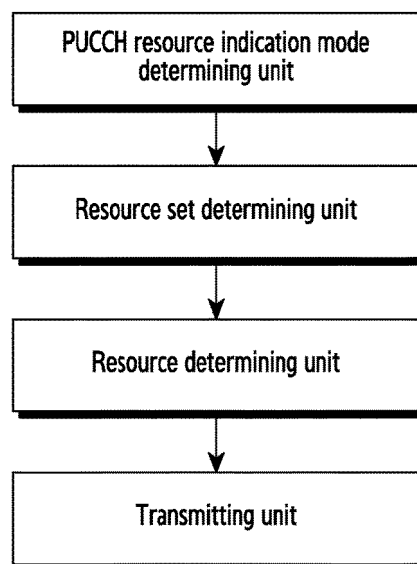 PUCCH resource indication mode
determining unit
Resource set determining unit
Resource determining unit
Transmitting unit